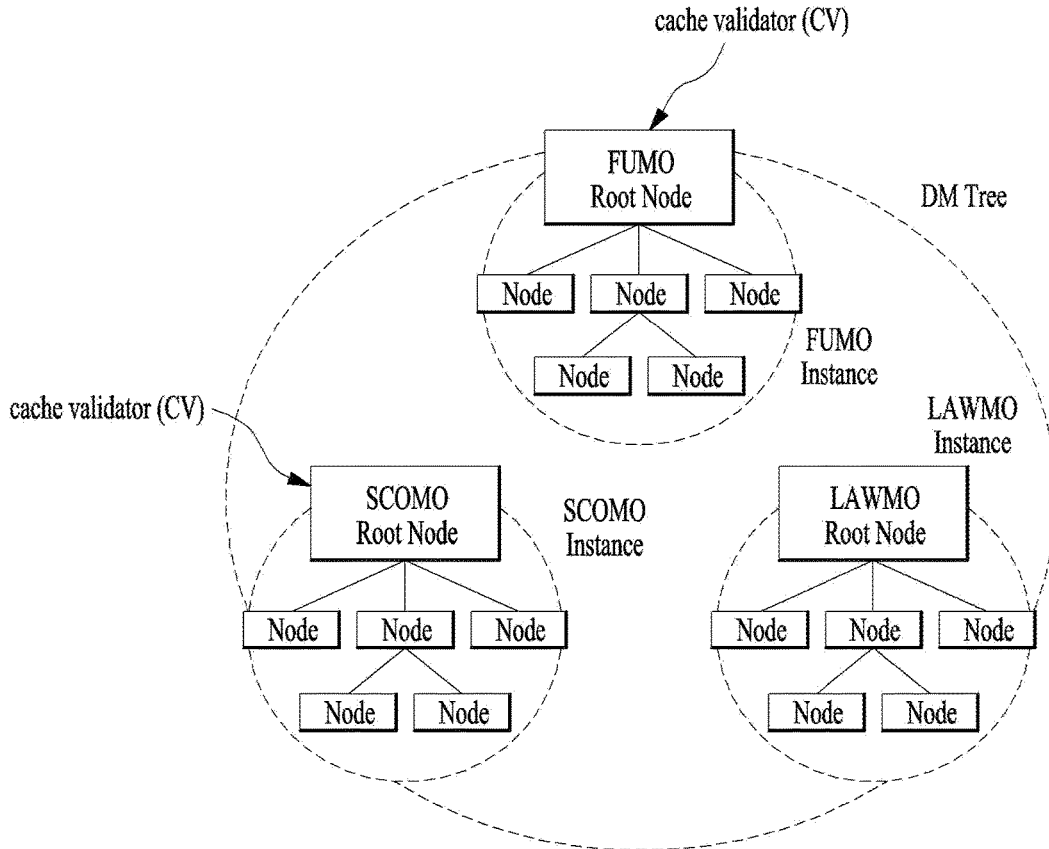 cache validator (CV)
FUMO
Root Node
DM Tree
Node
Node
Node
Node
Node
FUMO
Instance
LAWMO
Instance
cache validator (CV)
SCOMO
Root Node
SCOMO
Instance
LAWMO
Root Node
Node
Node
Node
Node
Node
Node
Node
Node
Node
Node